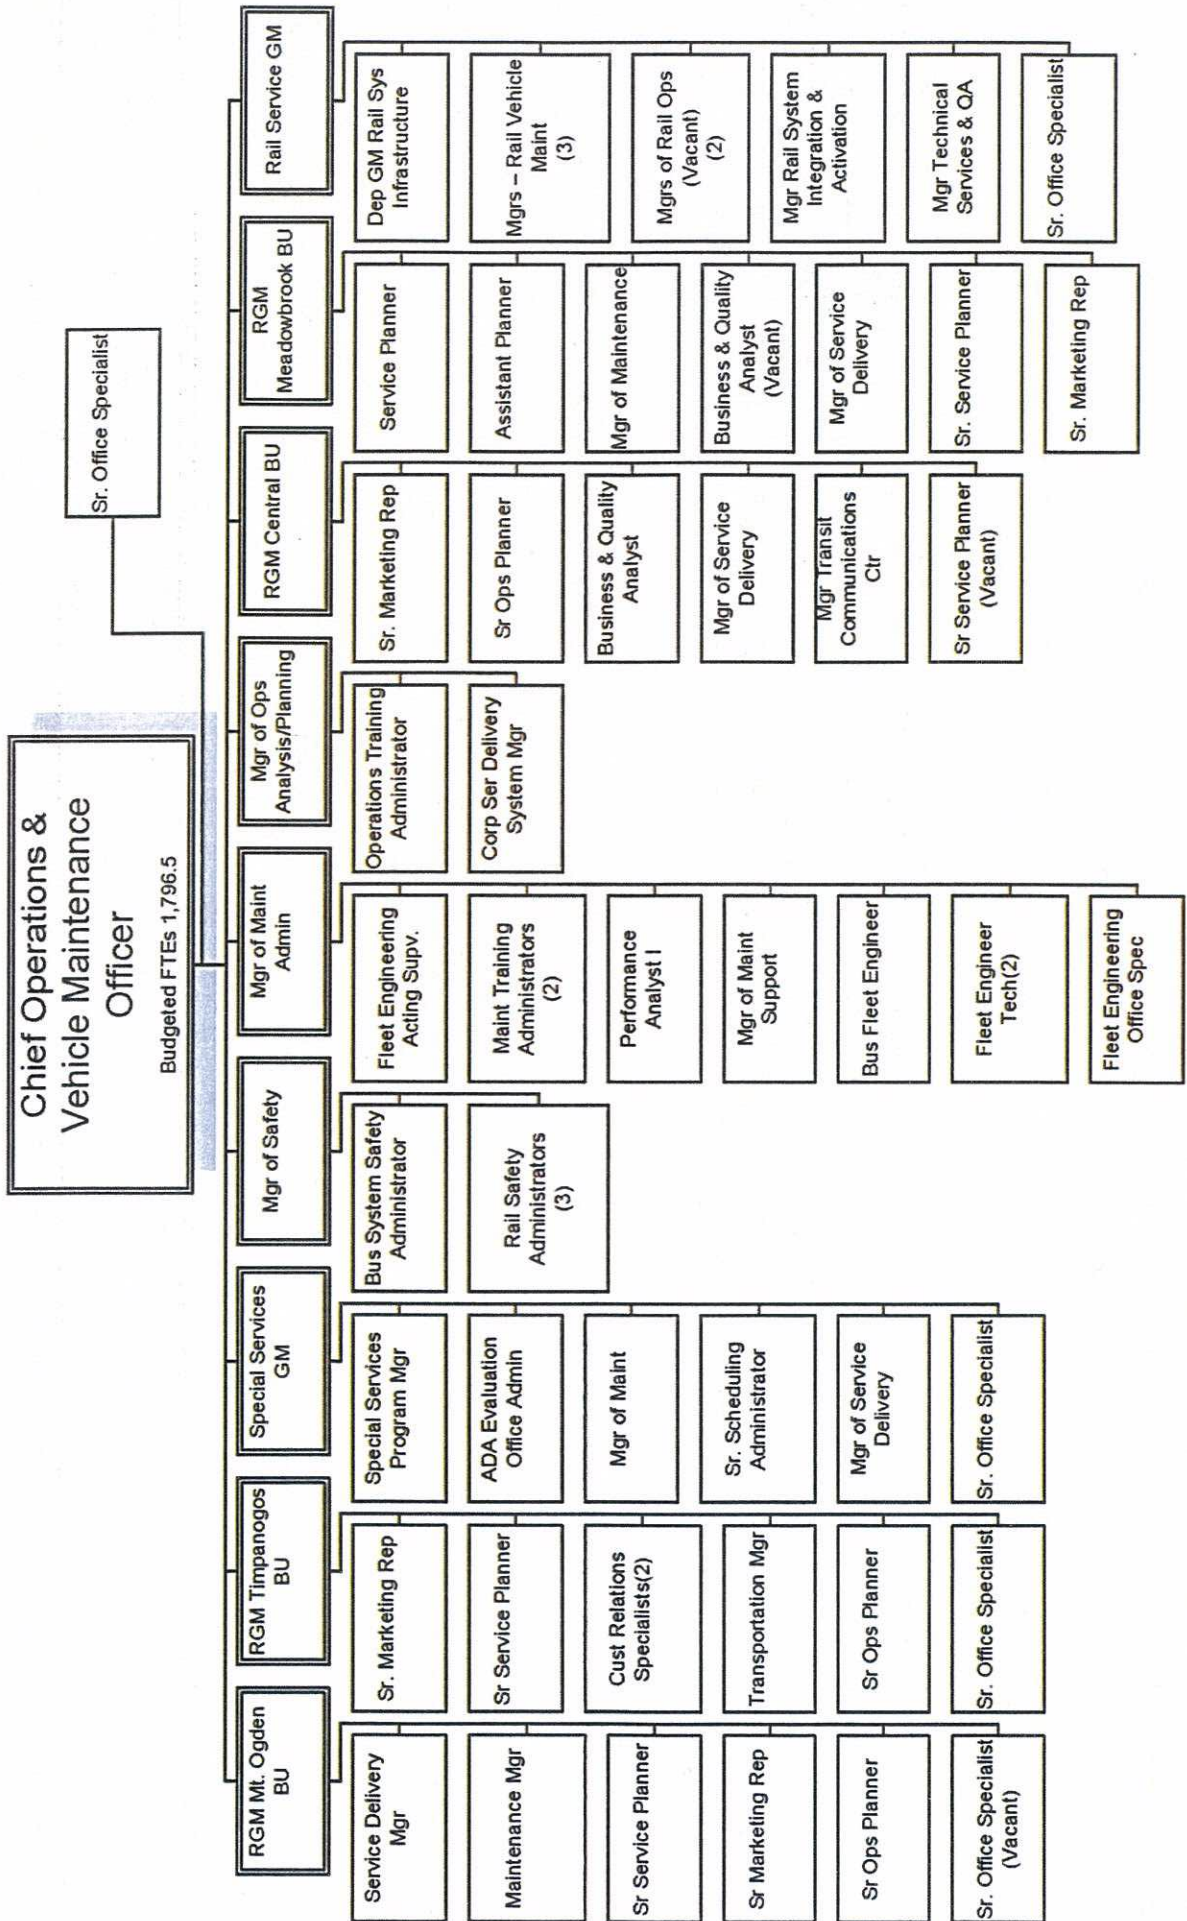 Chief Operations &
Vehicle Maintenance
Officer
Budgeted FTEs 1,796.5
Sr. Office Specialist
RGM Mt. Ogden
BU
Service Delivery
Mgr
Maintenance Mgr
Sr Service Planner
Sr Marketing Rep
Sr Ops Planner
Sr. Office Specialist
(Vacant)
RGM Timpanogos
BU
Sr. Marketing Rep
Sr Service Planner
Cust Relations
Specialists(2)
Transportation Mgr
Sr Ops Planner
Sr. Office Specialist
Special Services
GM
Special Services
Program Mgr
ADA Evaluation
Office Admin
Mgr of Maint
Sr. Scheduling
Administrator
Mgr of Service
Delivery
Sr. Office Specialist
Mgr of Safety
Bus System Safety
Administrator
Rail Safety
Administrators
(3)
Mgr of Maint
Admin
Fleet Engineering
Acting Supv.
Maint Training
Administrators
(2)
Performance
Analyst I
Mgr of Maint
Support
Bus Fleet Engineer
Fleet Engineer
Tech(2)
Fleet Engineering
Office Spec
Mgr of Ops
Analysis/Planning
Operations Training
Administrator
Corp Ser Delivery
System Mgr
RGM Central BU
Sr. Marketing Rep
Sr Ops Planner
Business & Quality
Analyst
Mgr of Service
Delivery
Mgr Transit
Communications
Ctr
Sr Service Planner
(Vacant)
RGM
Meadowbrook BU
Service Planner
Assistant Planner
Mgr of Maintenance
Business & Quality
Analyst
(Vacant)
Mgr of Service
Delivery
Sr. Service Planner
Sr. Marketing Rep
Rail Service GM
Dep GM Rail Sys
Infrastructure
Mgrs – Rail Vehicle
Maint
(3)
Mgrs of Rail Ops
(Vacant)
(2)
Mgr Rail System
Integration &
Activation
Mgr Technical
Services & QA
Sr. Office Specialist